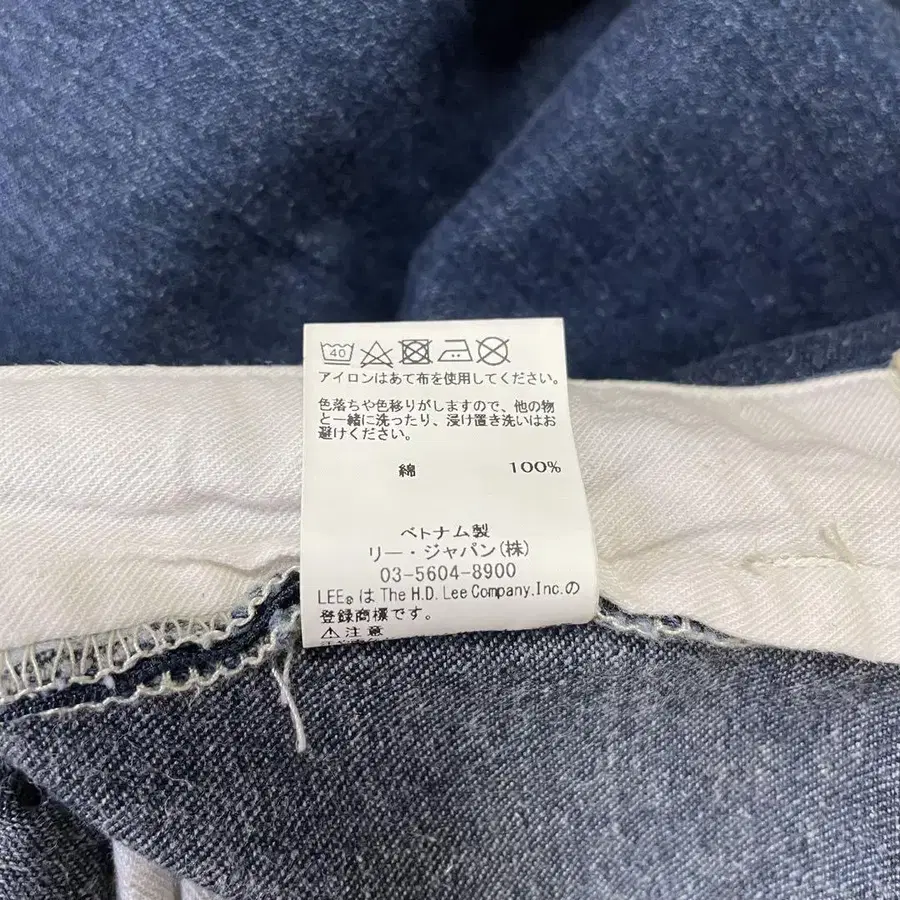 40
アイロンはあて布を使用してください。
色落ちや色移りがしますので、他の物
と一緒に洗ったり、浸け置き洗いはお
避けください。
綿 100%
ベトナム製
リー・ジャパン(株)
03-5604-8900
LEE® は The H.D. Lee Company.Inc.の
登録商標です。
⚠注意